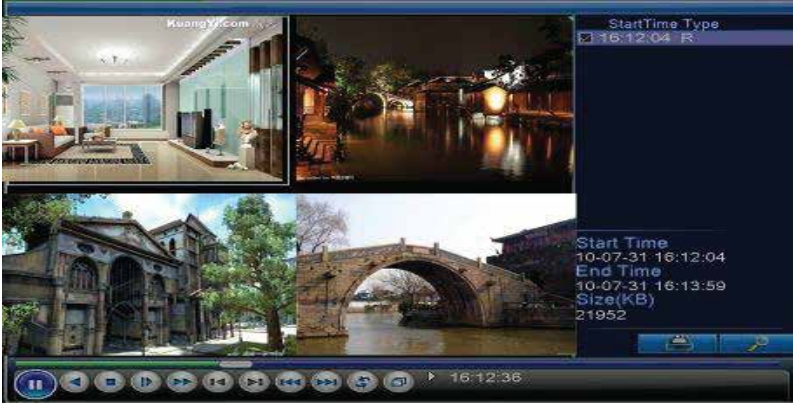 KuangYi.com
StartTime Type
16:12:04 R
Start Time
10-07-31 16:12:04
End Time
10-07-31 16:13:59
Size(KB)
21952
16:12:36